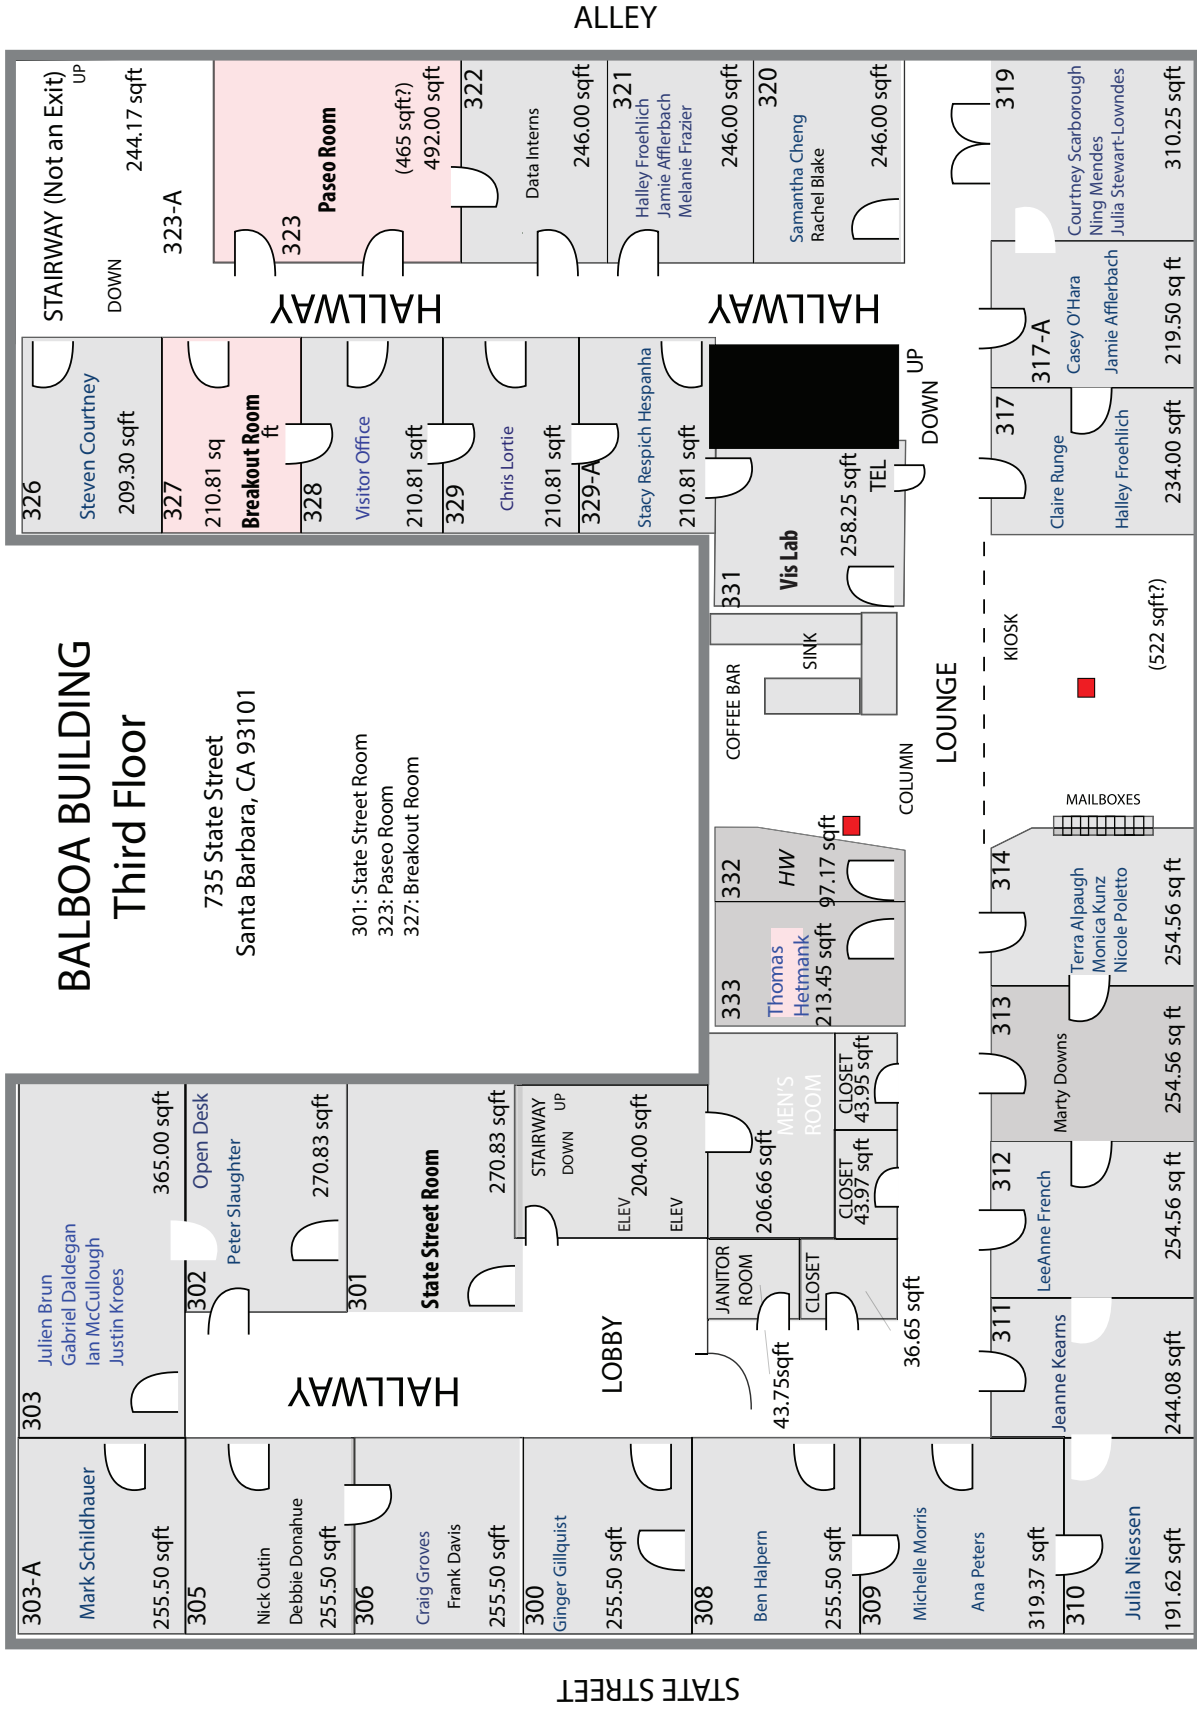 ALLEY
STAIRWAY (Not an Exit)
UP
244.17 sqft
DOWN
323-A
323
Paseo Room
(465 sqft?)
492.00 sqft
322
Data Interns
246.00 sqft
321
Halley Froehlich
Jamie Afflerbach
Melanie Frazier
246.00 sqft
320
Samantha Cheng
Rachel Blake
246.00 sqft
319
Courtney Scarborough
Ning Mendes
Julia Stewart-Lowndes
310.25 sqft
HALLWAY
HALLWAY
326
Steven Courtney
209.30 sqft
327
210.81 sq
Breakout Room
ft
328
Visitor Office
210.81 sqft
329
Chris Lortie
210.81 sqft
329-A
Stacy Respich Hespanha
210.81 sqft
UP
DOWN
317-A
Casey O'Hara
Jamie Afflerbach
219.50 sq ft
317
Claire Runge
Halley Froehlich
234.00 sqft
331
Vis Lab
258.25 sqft
TEL
BALBOA BUILDING
Third Floor
735 State Street
Santa Barbara, CA 93101
301: State Street Room
323: Paseo Room
327: Breakout Room
COFFEE BAR
SINK
COLUMN
LOUNGE
KIOSK
(522 sqft?)
MAILBOXES
332
HW
97.17 sqft
333
Thomas
Hetmank
213.45 sqft
314
Terra Alpaugh
Monica Kunz
Nicole Poletto
254.56 sq ft
313
Marty Downs
254.56 sq ft
312
LeeAnne French
254.56 sq ft
311
Jeanne Kearns
244.08 sqft
MEN'S
ROOM
206.66 sqft
CLOSET
43.95 sqft
CLOSET
43.97 sqft
JANITOR
ROOM
43.75sqft
CLOSET
36.65 sqft
STAIRWAY
UP
DOWN
204.00 sqft
ELEV
ELEV
LOBBY
HALLWAY
303
Julien Brun
Gabriel Daldegan
Ian McCullough
Justin Kroes
365.00 sqft
302
Open Desk
Peter Slaughter
270.83 sqft
301
State Street Room
270.83 sqft
303-A
Mark Schildhauer
255.50 sqft
305
Nick Outin
Debbie Donahue
255.50 sqft
306
Craig Groves
Frank Davis
255.50 sqft
300
Ginger Gillquist
255.50 sqft
308
Ben Halpern
255.50 sqft
309
Michelle Morris
Ana Peters
319.37 sqft
310
Julia Niessen
191.62 sqft
STATE STREET